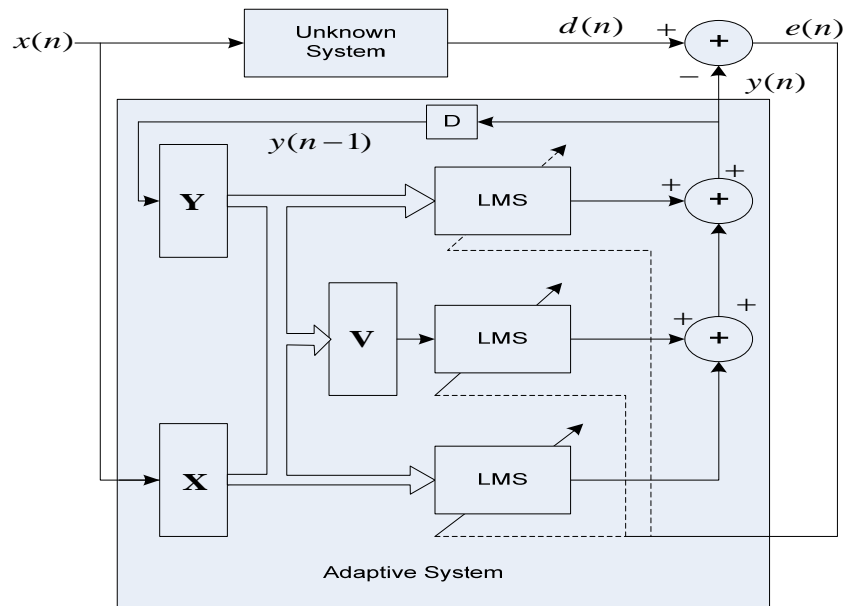 x(n)
Unknown
System
d(n)
+
+
e(n)
−
y(n)
D
y(n−1)
Y
LMS
+
+
+
V
LMS
+
+
+
X
LMS
Adaptive System